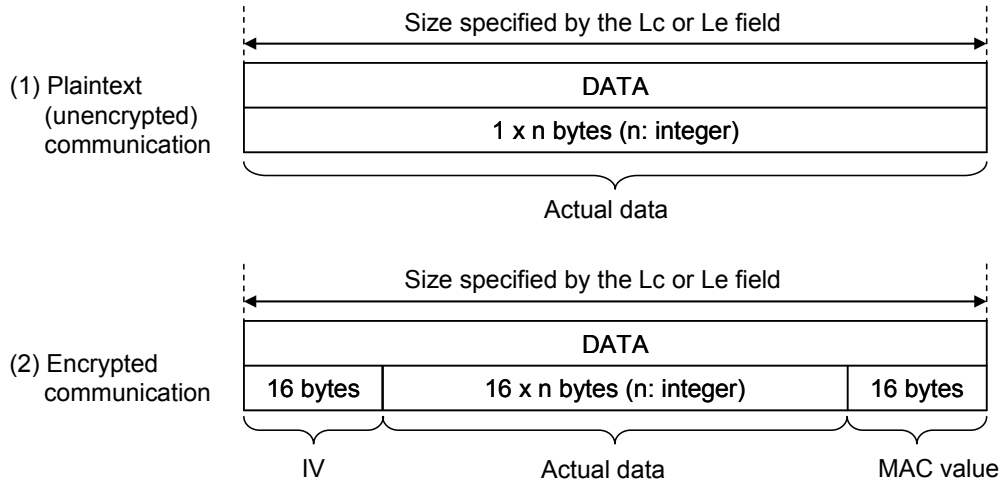 Size specified by the Lc or Le field
(1) Plaintext
(unencrypted)
communication
DATA
1 x n bytes (n: integer)
Actual data
Size specified by the Lc or Le field
(2) Encrypted
communication
DATA
16 bytes
16 x n bytes (n: integer)
16 bytes
IV
Actual data
MAC value